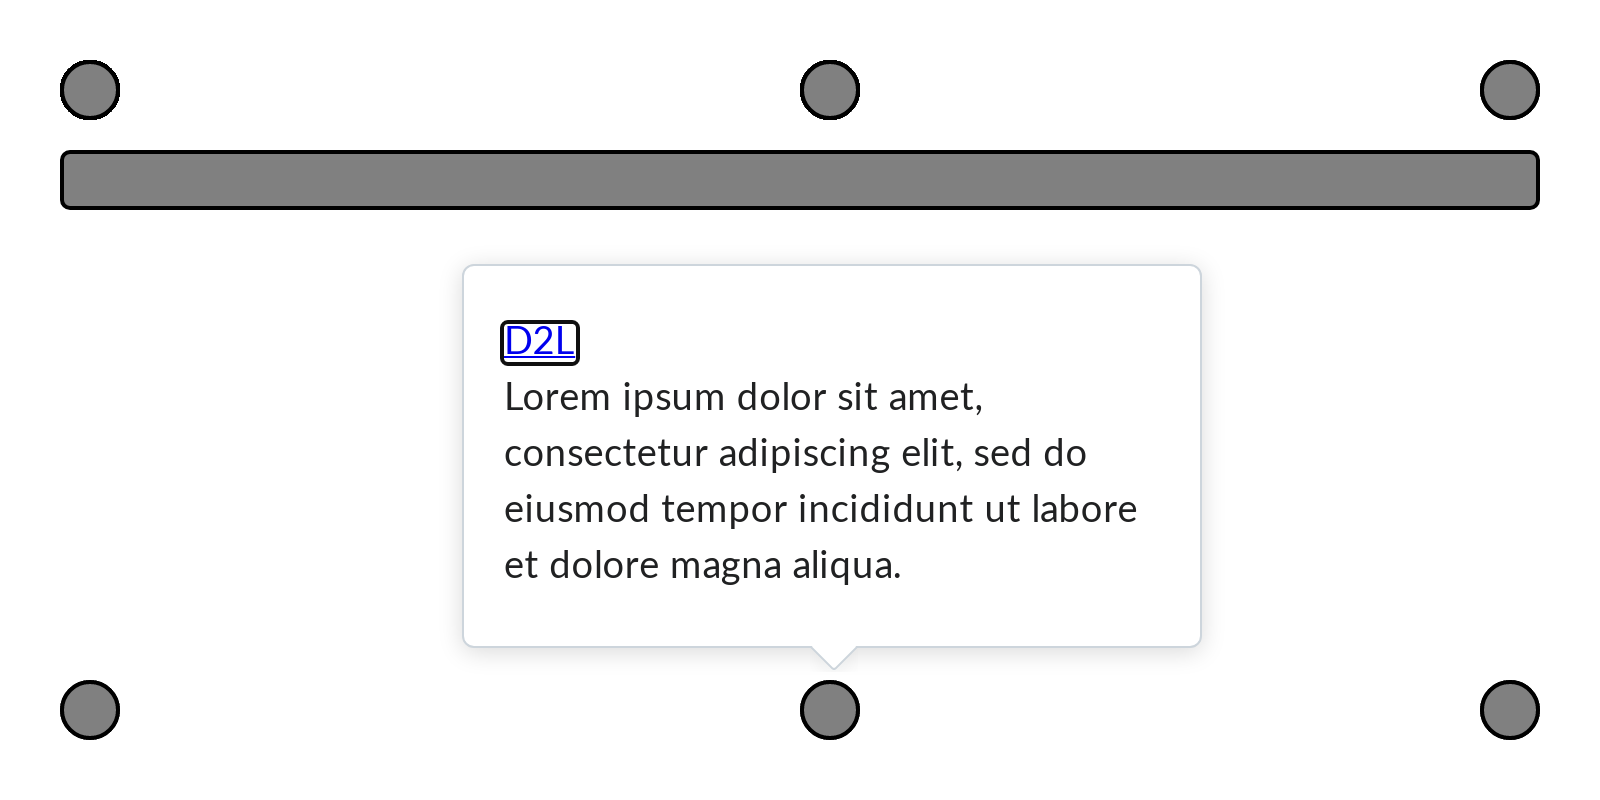 D2L
Lorem ipsum dolor sit amet,
consectetur adipiscing elit, sed do
eiusmod tempor incididunt ut labore
et dolore magna aliqua.